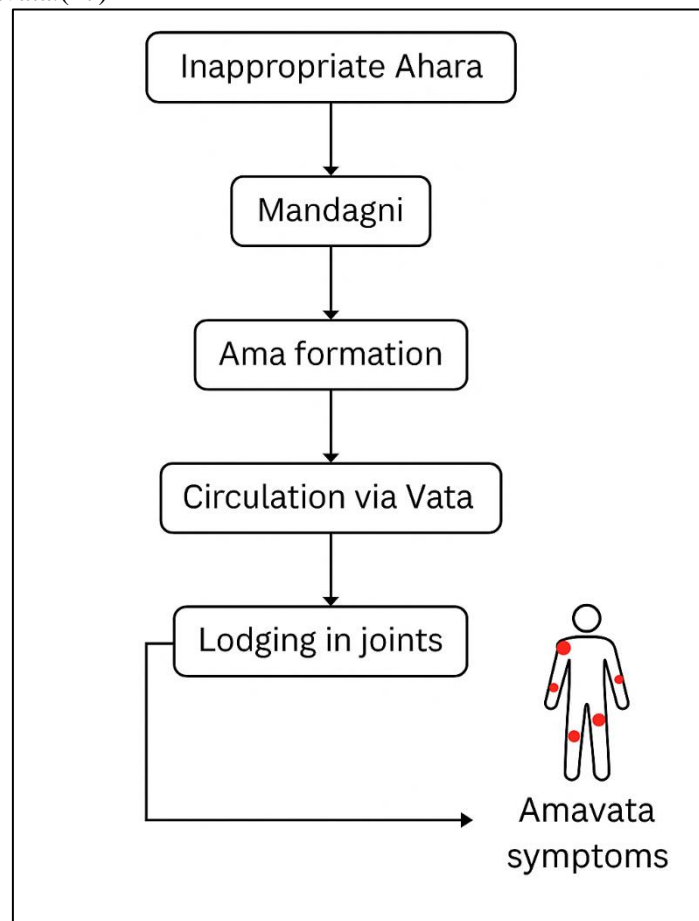 Inappropriate Ahara
Mandagni
Ama formation
Circulation via Vata
Lodging in joints
Amavata
symptoms